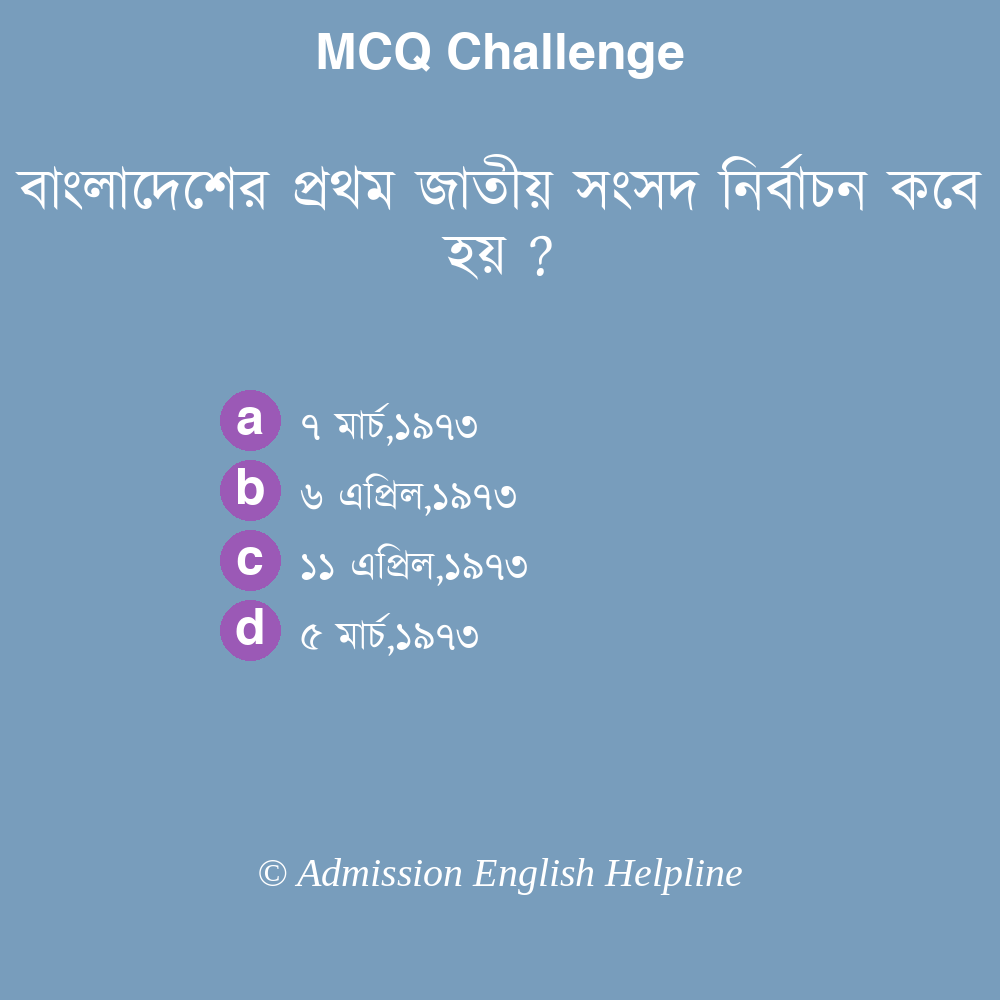 MCQ Challenge
বাংলাদেশের প্রথম জাতীয় সংসদ নির্বাচন কবে
হয় ?
a ৭ মার্চ,১৯৭৩
b ৬ এপ্রিল,১৯৭৩
c ১১ এপ্রিল,১৯৭৩
d ৫ মার্চ,১৯৭৩
© Admission English Helpline